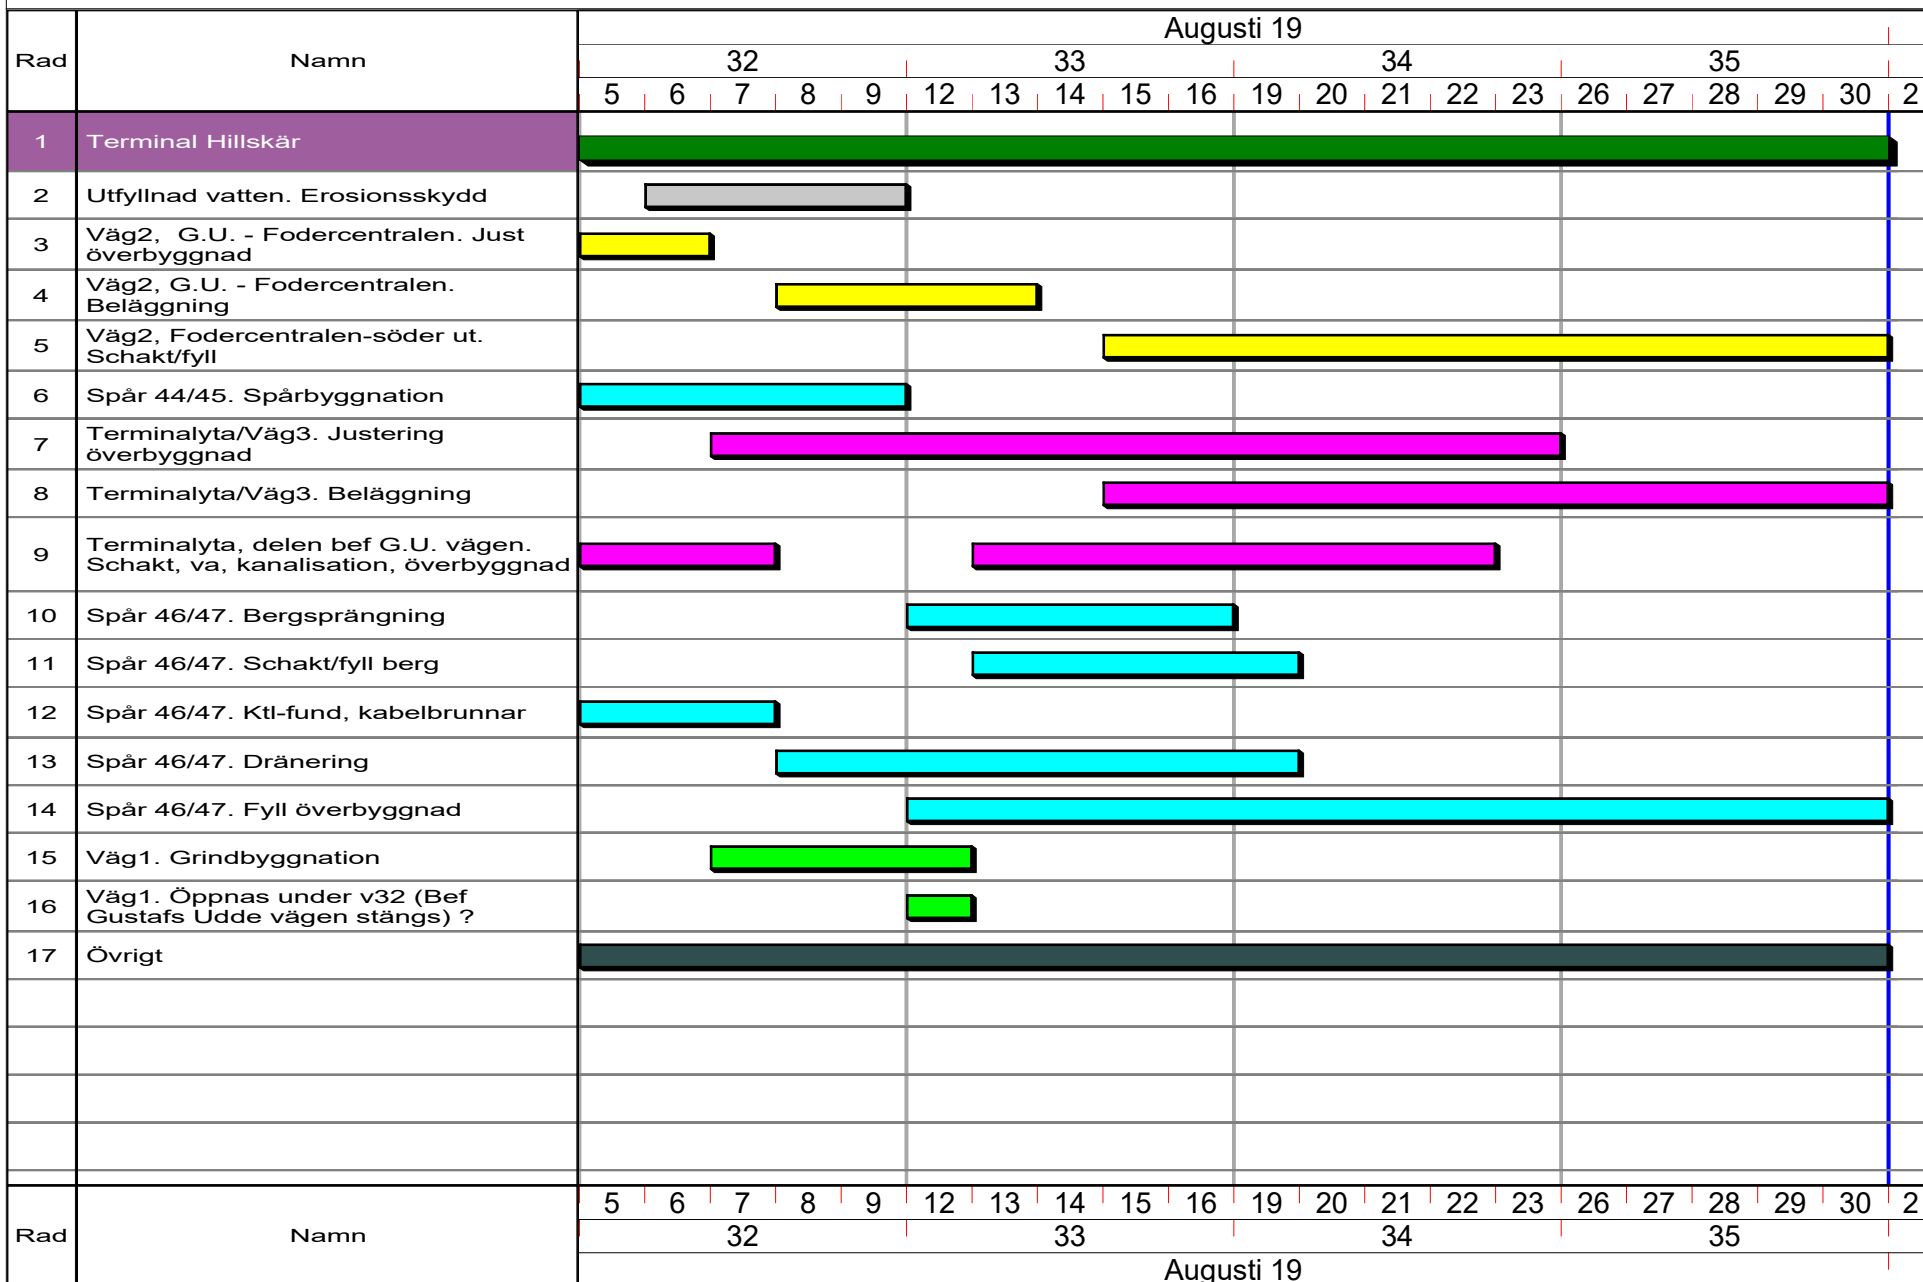 Augusti 19
Rad Namn 32 33 34 35
5 6 7 8 9 12 13 14 15 16 19 20 21 22 23 26 27 28 29 30 2
1 Terminal Hillskär
2 Utfyllnad vatten. Erosionsskydd
3 Väg2, G.U. - Fodercentralen. Just
överbyggnad
4 Väg2, G.U. - Fodercentralen.
Beläggning
5 Väg2, Fodercentralen-söder ut.
Schakt/fyll
6 Spår 44/45. Spårbyggnation
7 Terminalyta/Väg3. Justering
överbyggnad
8 Terminalyta/Väg3. Beläggning
9 Terminalyta, delen bef G.U. vägen.
Schakt, va, kanalisation, överbyggnad
10 Spår 46/47. Bergsprängning
11 Spår 46/47. Schakt/fyll berg
12 Spår 46/47. Ktl-fund, kabelbrunnar
13 Spår 46/47. Dränering
14 Spår 46/47. Fyll överbyggnad
15 Väg1. Grindbyggnation
16 Väg1. Öppnas under v32 (Bef
Gustafs Udde vägen stängs) ?
17 Övrigt
5 6 7 8 9 12 13 14 15 16 19 20 21 22 23 26 27 28 29 30 2
Rad Namn 32 33 34 35
Augusti 19